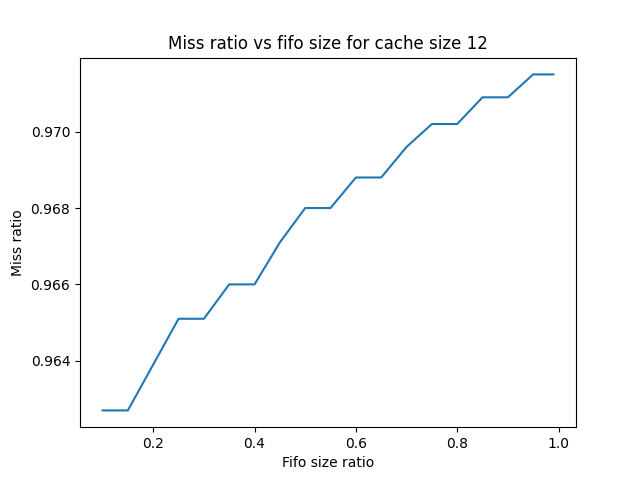 Miss ratio vs fifo size for cache size 12
Miss ratio
0.970
0.968
0.966
0.964
0.2 0.4 0.6 0.8 1.0
Fifo size ratio